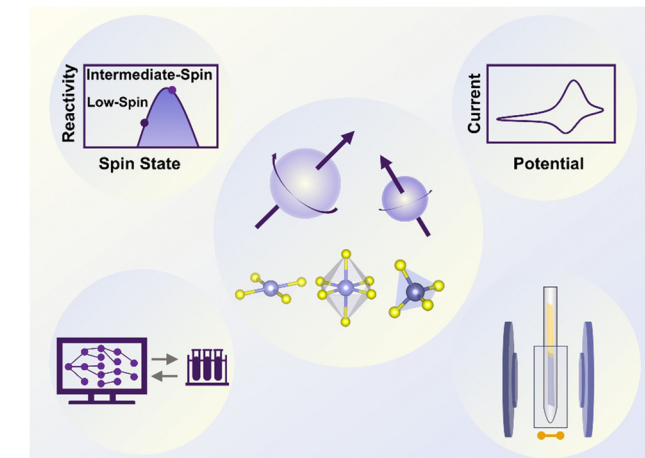 Reactivity
Intermediate-Spin
Low-Spin
Spin State
Current
Potential